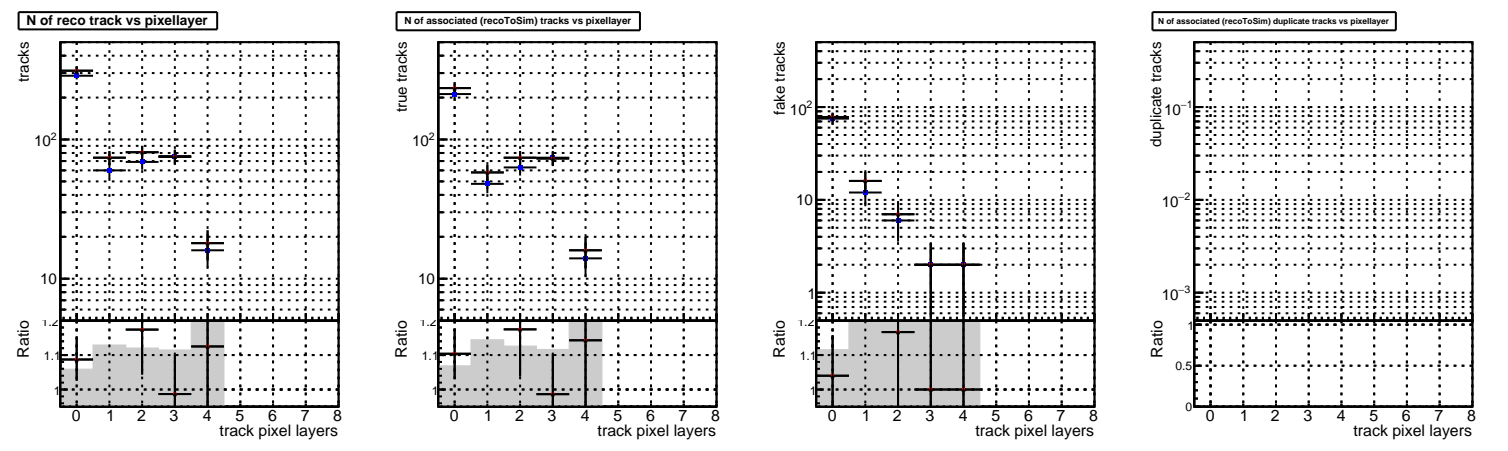 N of reco track vs pixellayer
tracks
10²
10
Ratio
1.2
1.1
1
0 1 2 3 4 5 6 7 8
track pixel layers
N of associated (recoToSim) tracks vs pixellayer
true tracks
10²
10
Ratio
1.2
1.1
1
0 1 2 3 4 5 6 7 8
track pixel layers
fake tracks
10²
10
1
Ratio
1.2
1.1
1
0 1 2 3 4 5 6 7 8
track pixel layers
N of associated (recoToSim) duplicate tracks vs pixellayer
duplicate tracks
10⁻¹
10⁻²
10⁻³
Ratio
1
0.5
0
0 1 2 3 4 5 6 7 8
track pixel layers